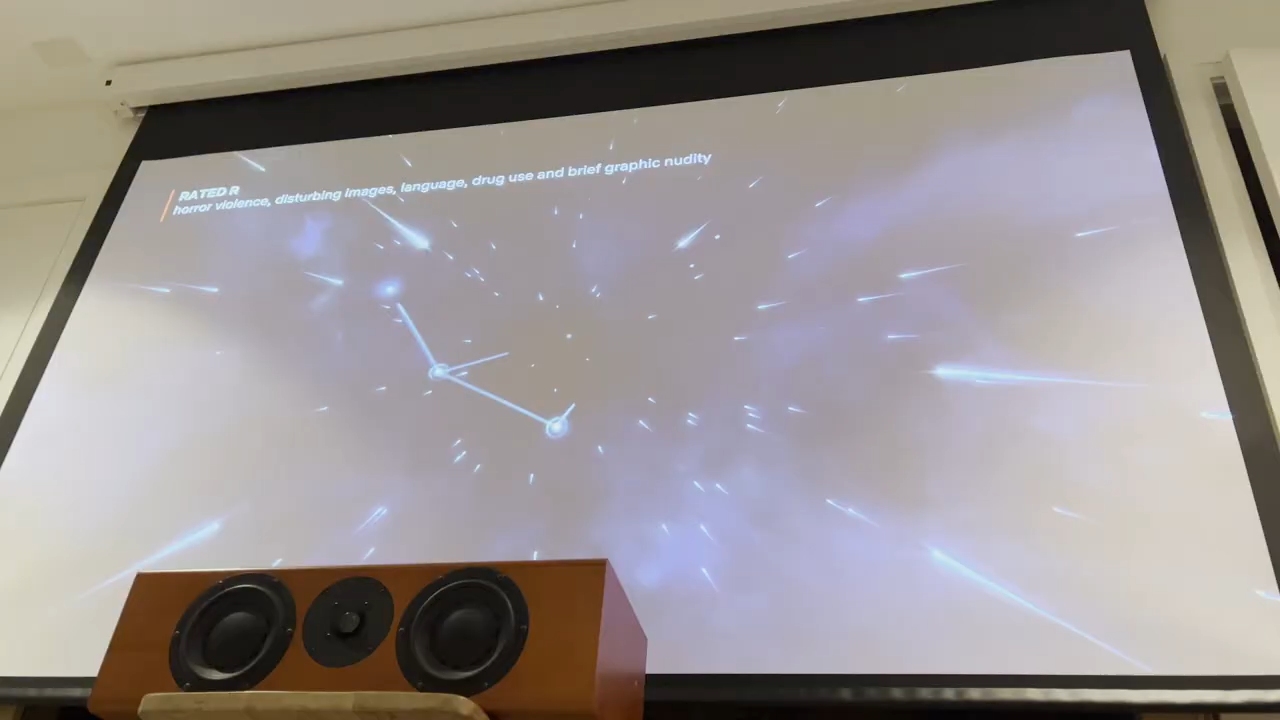 RATED R
horror violence, disturbing images, language, drug use and brief graphic nudity